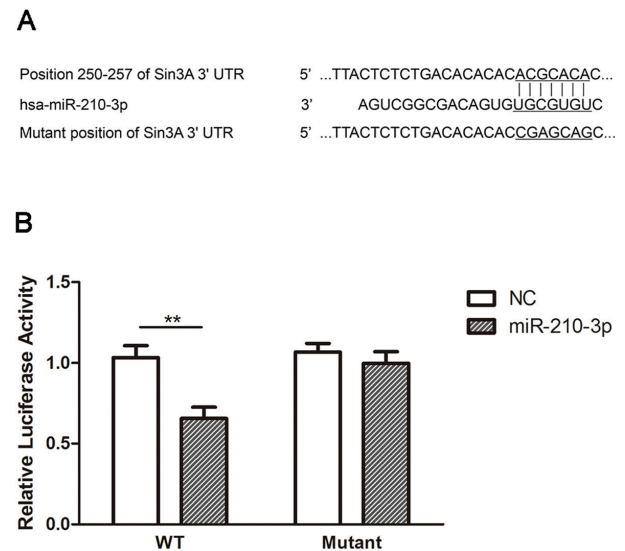 A
Position 250-257 of Sin3A 3' UTR 5' ...TTACTCTCTGACACACACACGCACAC...
hsa-miR-210-3p 3' AGUCGGCGACAGUGUGCGUGUC
Mutant position of Sin3A 3' UTR 5' ...TTACTCTCTGACACACACCGAGCAGC...
B
Relative Luciferase Activity
1.5
1.0
0.5
0.0
**
NC
miR-210-3p
WT Mutant